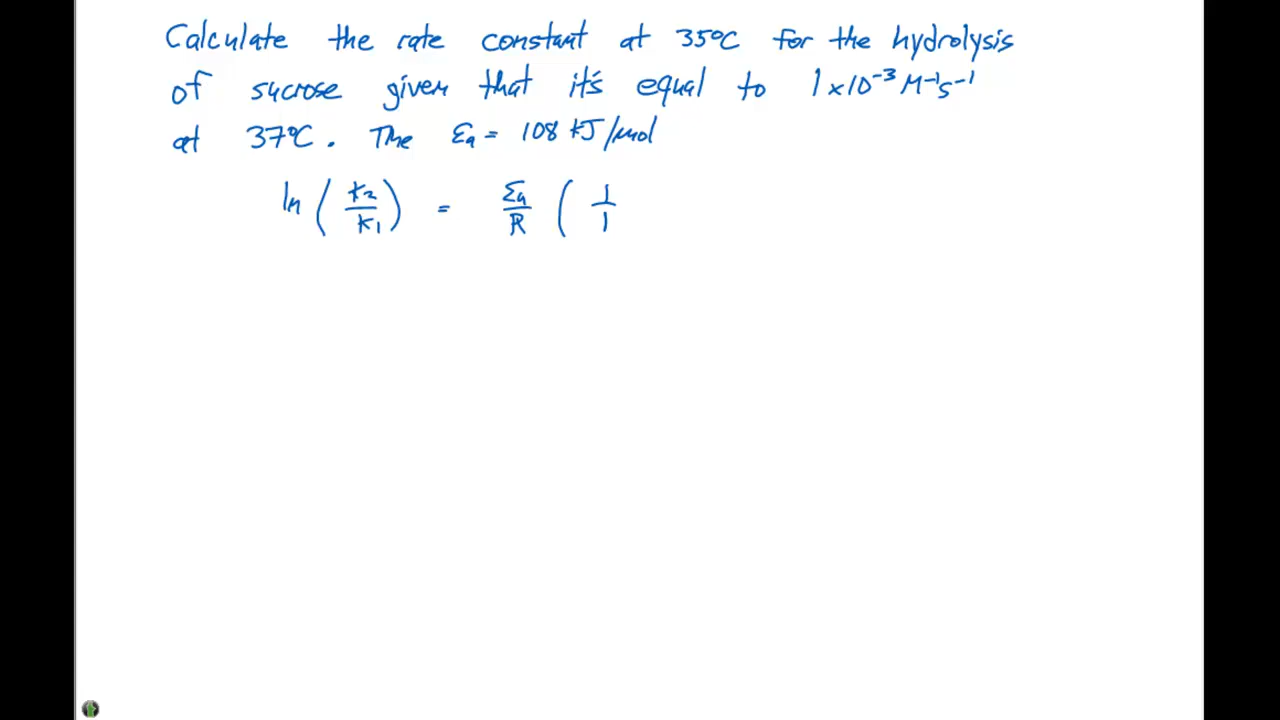 Calculate the rate constant at 35°C for the hydrolysis
of sucrose given that it's equal to 1 x 10⁻³ M⁻¹s⁻¹
at 37°C. The Ea = 108 kJ/mol
ln (k₂/k₁) = Ea/R ( 1/1